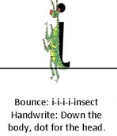 i
Bounce: i-i-i-i-insect
Handwrite: Down the
body, dot for the head.